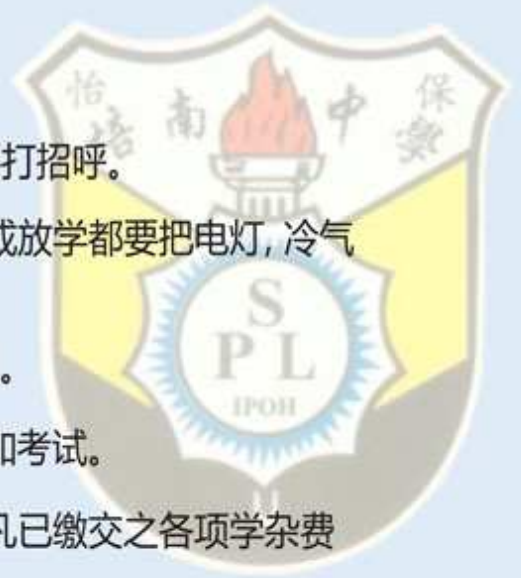 怡 保
培 南 中 學
打招呼。
或放学都要把电灯, 冷气
S
P L
IPOH
。
加考试。
凡已缴交之各项学杂费